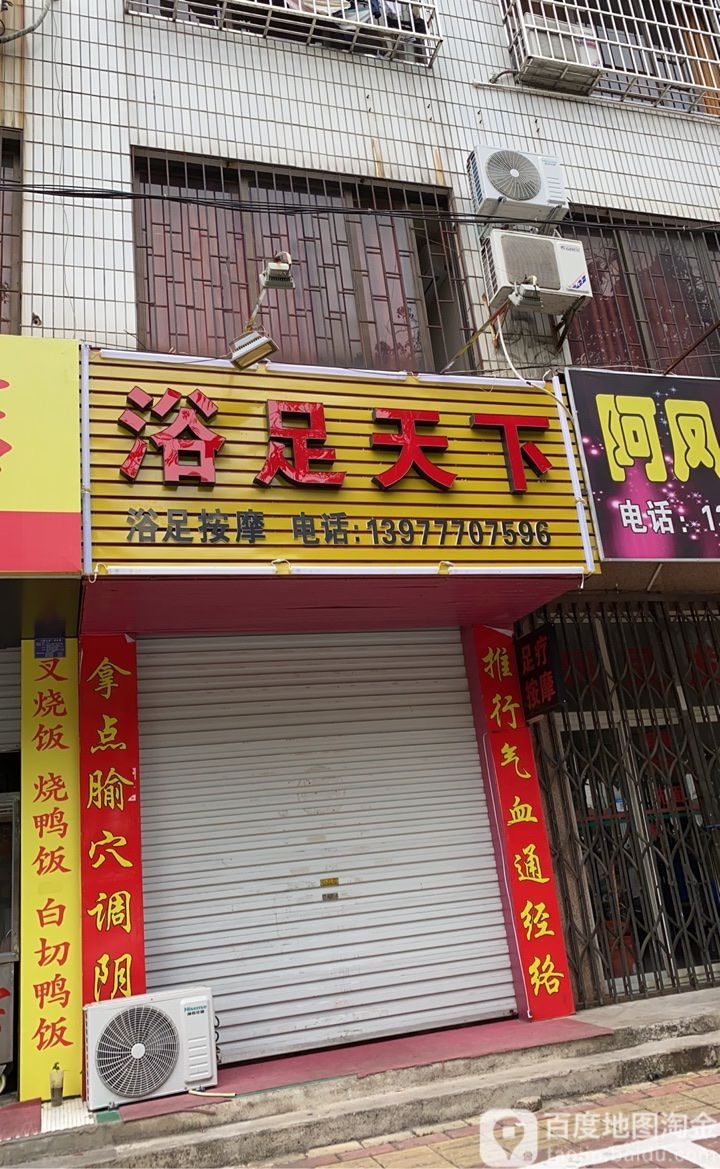 浴足天下
浴足按摩 电话:13977707596
阿凤
电话:1
叉烧饭 烧鸭饭 白切鸭饭
拿点腧穴调阴
推行气血通经络
足疗
按摩
Hisense
百度地图淘金